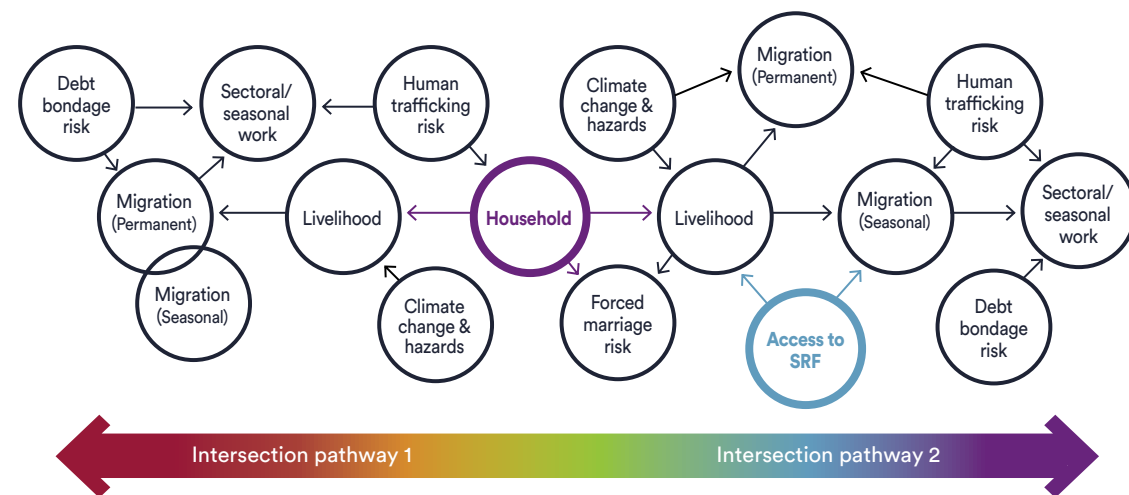 Debt
bondage
risk
Sectoral/
seasonal
work
Human
trafficking
risk
Migration
(Permanent)
Migration
(Seasonal)
Livelihood
Climate
change &
hazards
Household
Forced
marriage
risk
Climate
change &
hazards
Migration
(Permanent)
Human
trafficking
risk
Livelihood
Migration
(Seasonal)
Sectoral/
seasonal
work
Access to
SRF
Debt
bondage
risk
Intersection pathway 1
Intersection pathway 2